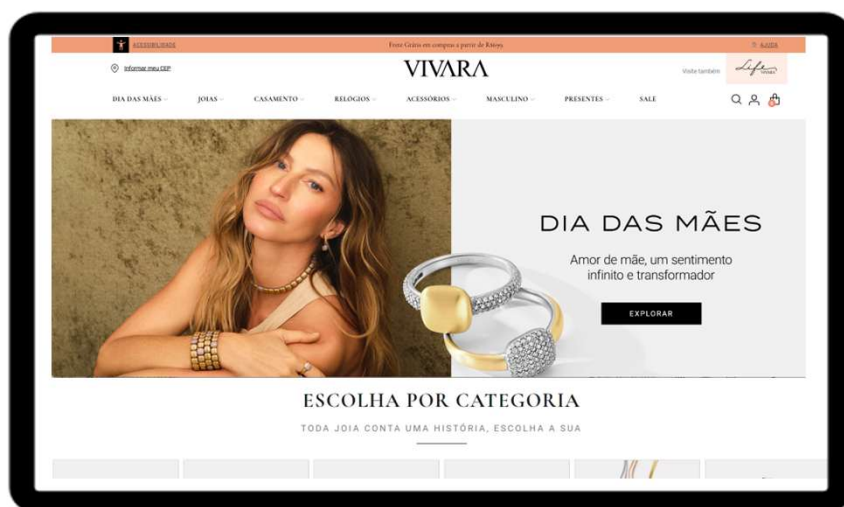 ACESSIBILIDADE
Frete Grátis em compras a partir de R$099
AJUDA
Informar meu CEP
VIVARA
Visite também
Life
VIVARA
DIA DAS MÃES
JOIAS
CASAMENTO
RELÓGIOS
ACESSÓRIOS
MASCULINO
PRESENTES
SALE
DIA DAS MÃES
Amor de mãe, um sentimento
infinito e transformador
EXPLORAR
ESCOLHA POR CATEGORIA
TODA JOIA CONTA UMA HISTÓRIA, ESCOLHA A SUA